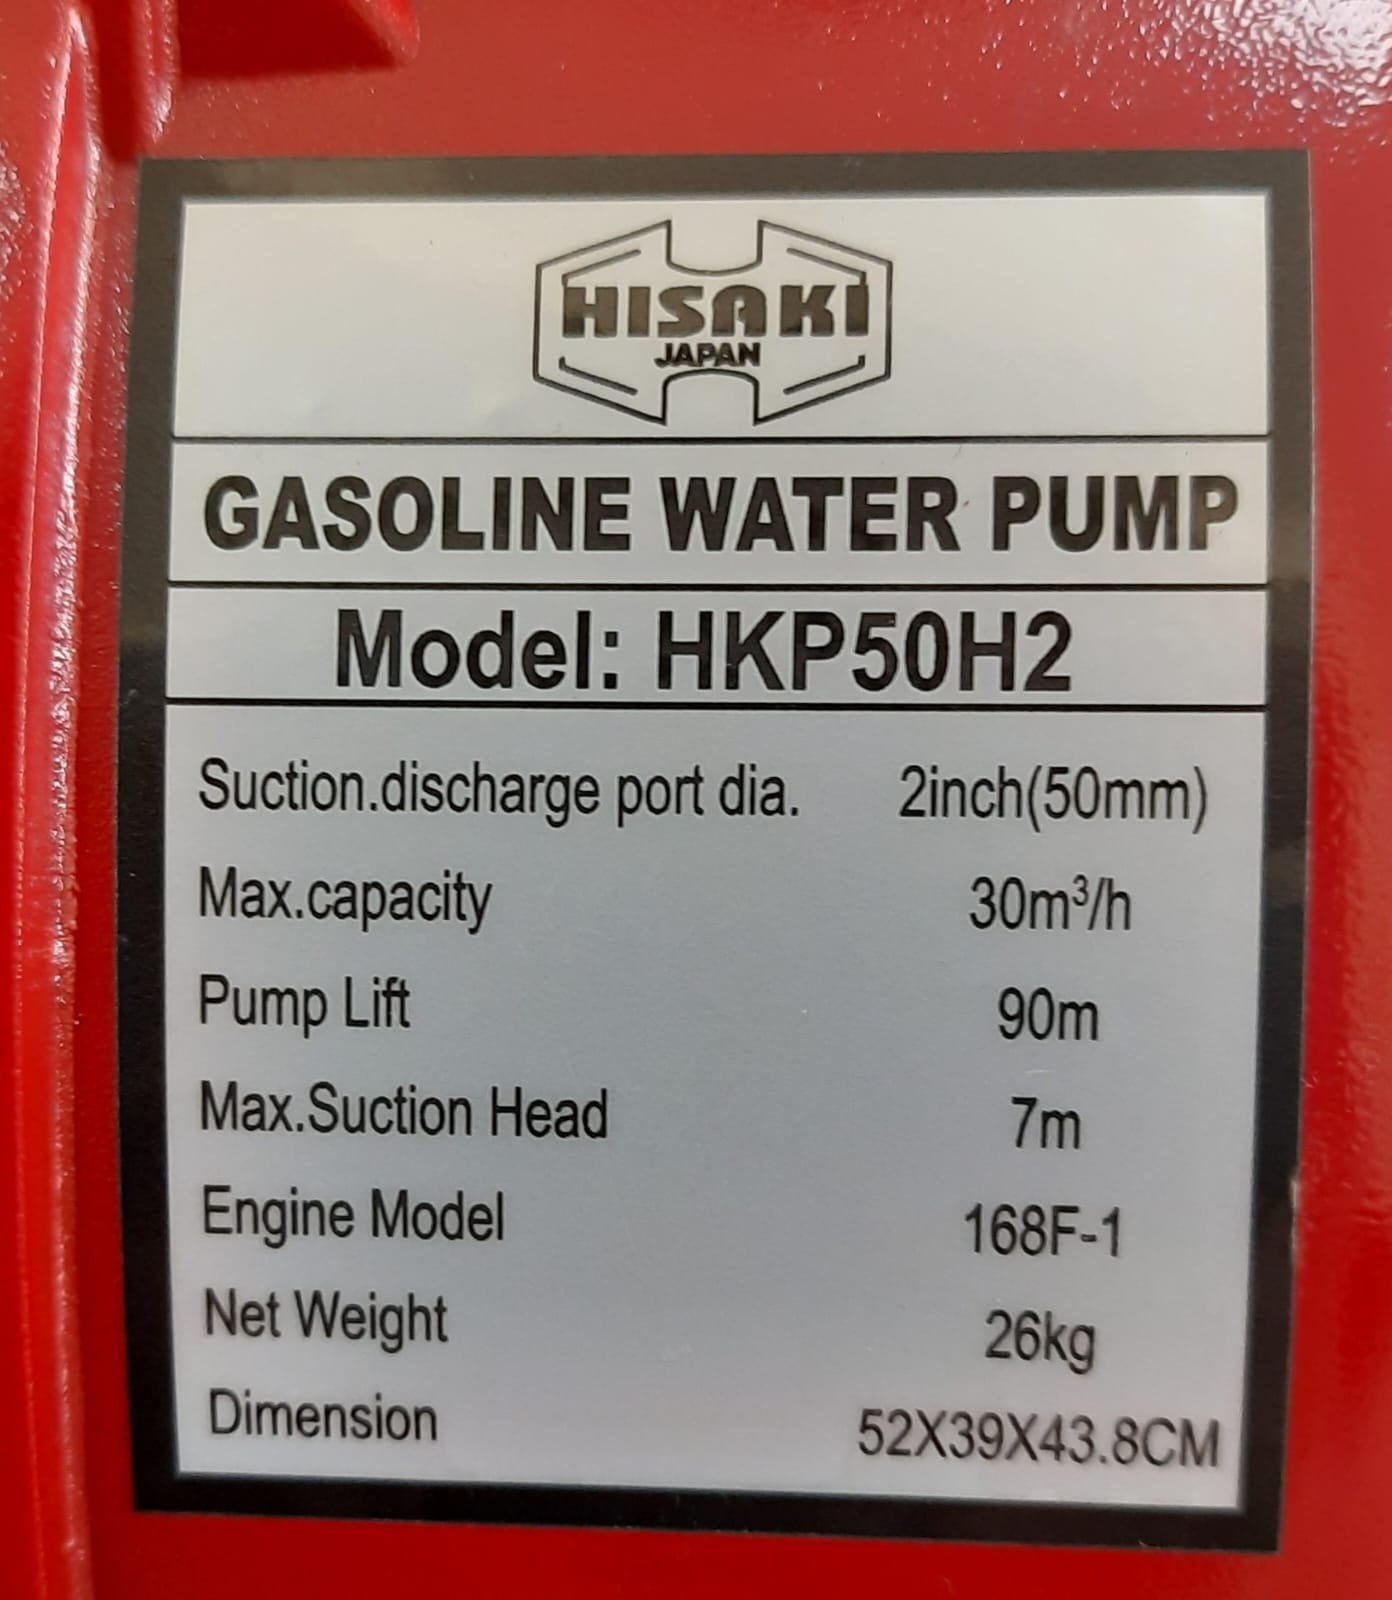 HISAKI
JAPAN
GASOLINE WATER PUMP
Model: HKP50H2
Suction.discharge port dia. 2inch(50mm)
Max.capacity 30m³/h
Pump Lift 90m
Max.Suction Head 7m
Engine Model 168F-1
Net Weight 26kg
Dimension 52X39X43.8CM